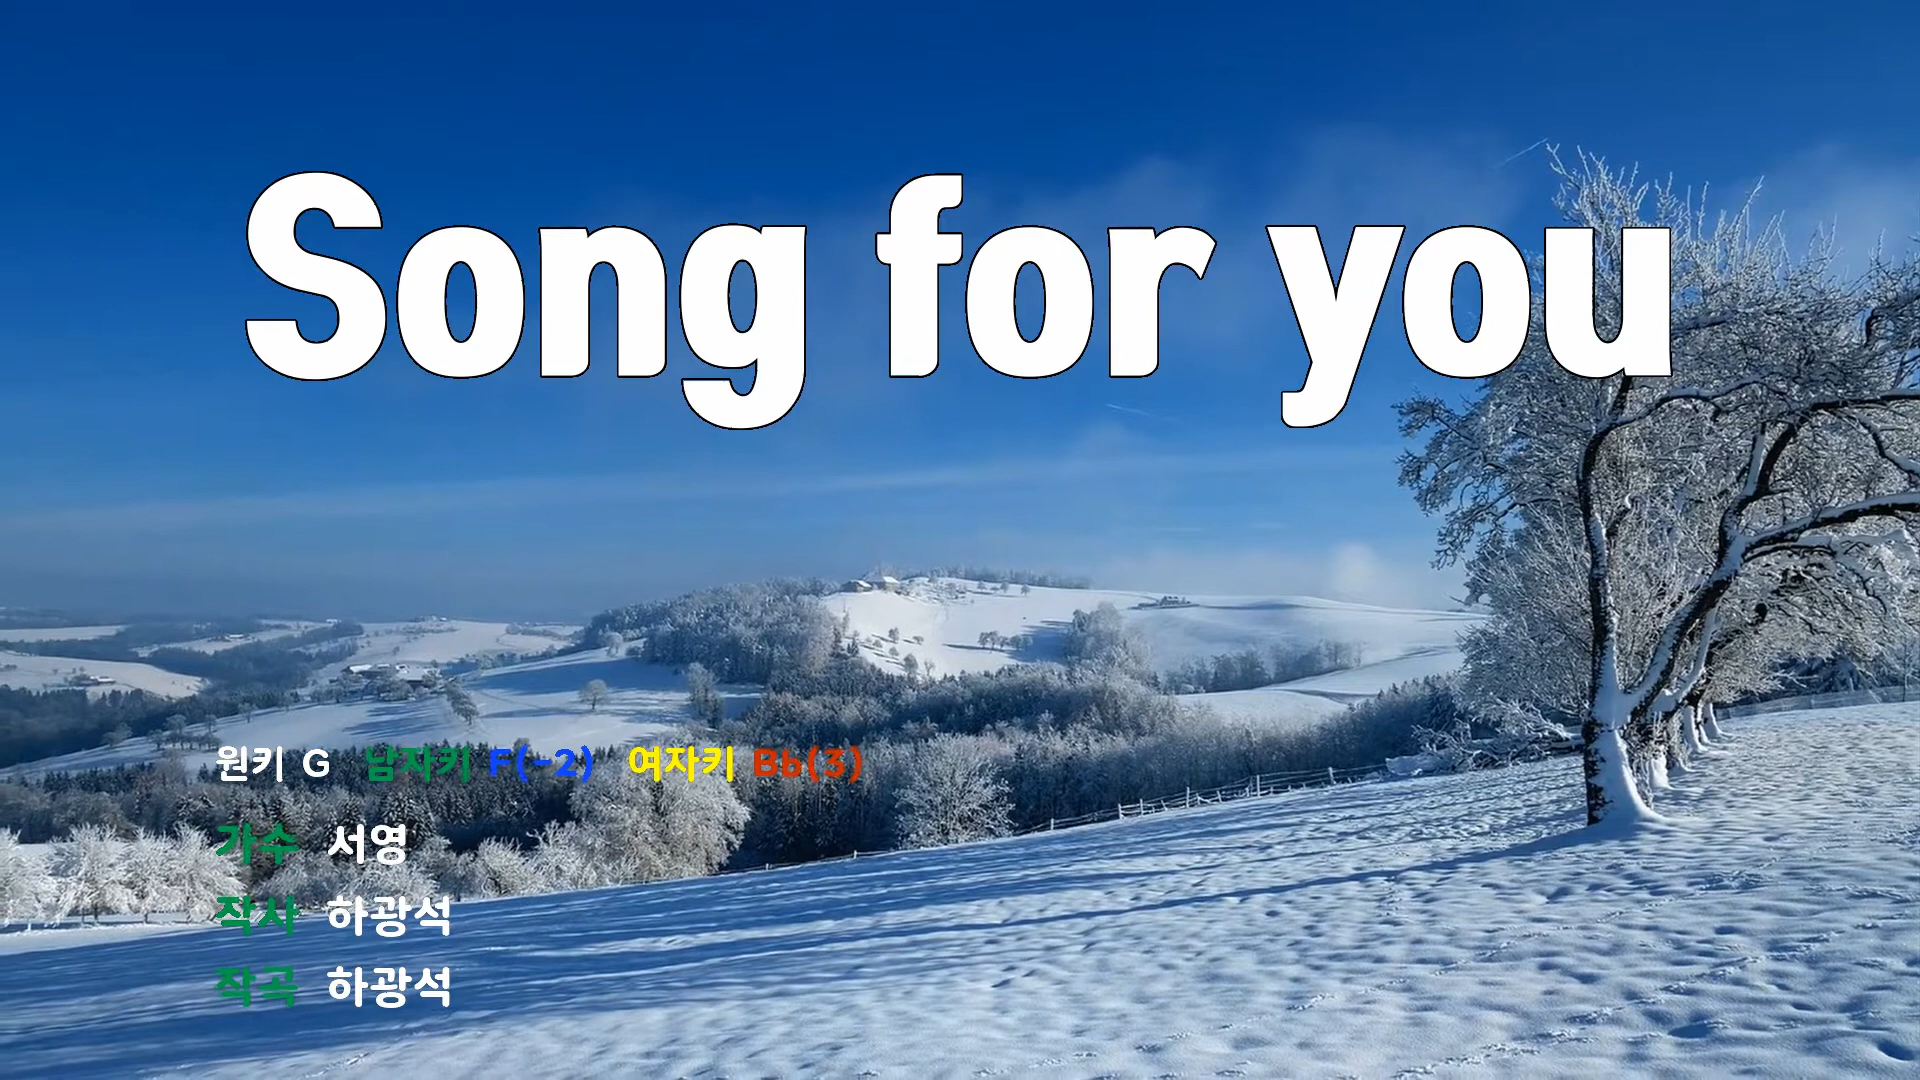 Song for you
원키 G 남자키 F(-2) 여자키 Bb(3)
가수 서영
작사 하광석
작곡 하광석